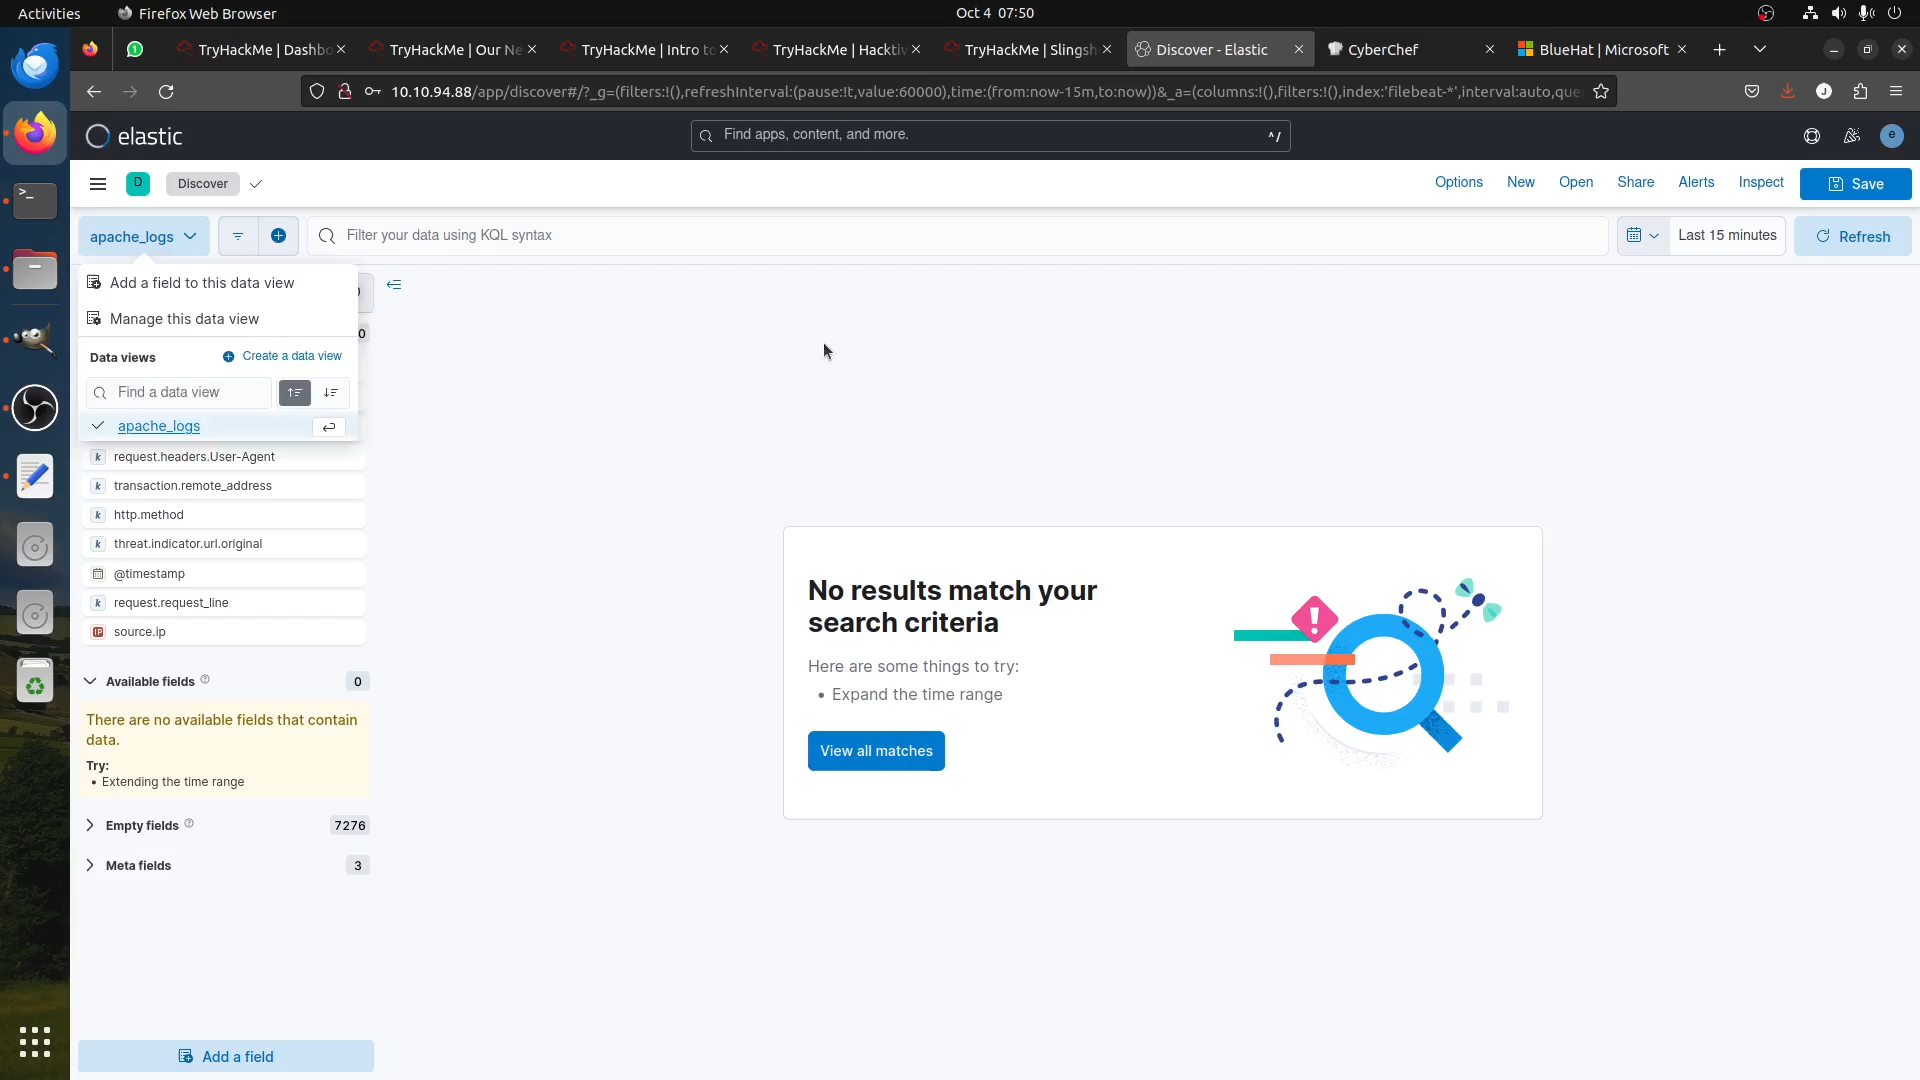 Activities
Firefox Web Browser
Oct 4 07:50
TryHackMe | Dashbo
TryHackMe | Our Ne
TryHackMe | Intro to
TryHackMe | Hacktiv
TryHackMe | Slingsh
Discover - Elastic
CyberChef
BlueHat | Microsoft
10.10.94.88/app/discover#/?_g=(filters:!(),refreshInterval:(pause:!t,value:60000),time:(from:now-15m,to:now))&_a=(columns:!(),filters:!(),index:'filebeat-*',interval:auto,que
J
elastic
Find apps, content, and more.
^/
e
D
Discover
Options
New
Open
Share
Alerts
Inspect
Save
apache_logs
Filter your data using KQL syntax
Last 15 minutes
Refresh
Add a field to this data view
Manage this data view
0
Data views
Create a data view
Find a data view
apache_logs
k request.headers.User-Agent
k transaction.remote_address
k http.method
k threat.indicator.url.original
@timestamp
k request.request_line
IP source.ip
Available fields
0
There are no available fields that contain
data.
Try:
• Extending the time range
Empty fields
7276
Meta fields
3
Add a field
No results match your
search criteria
Here are some things to try:
• Expand the time range
View all matches